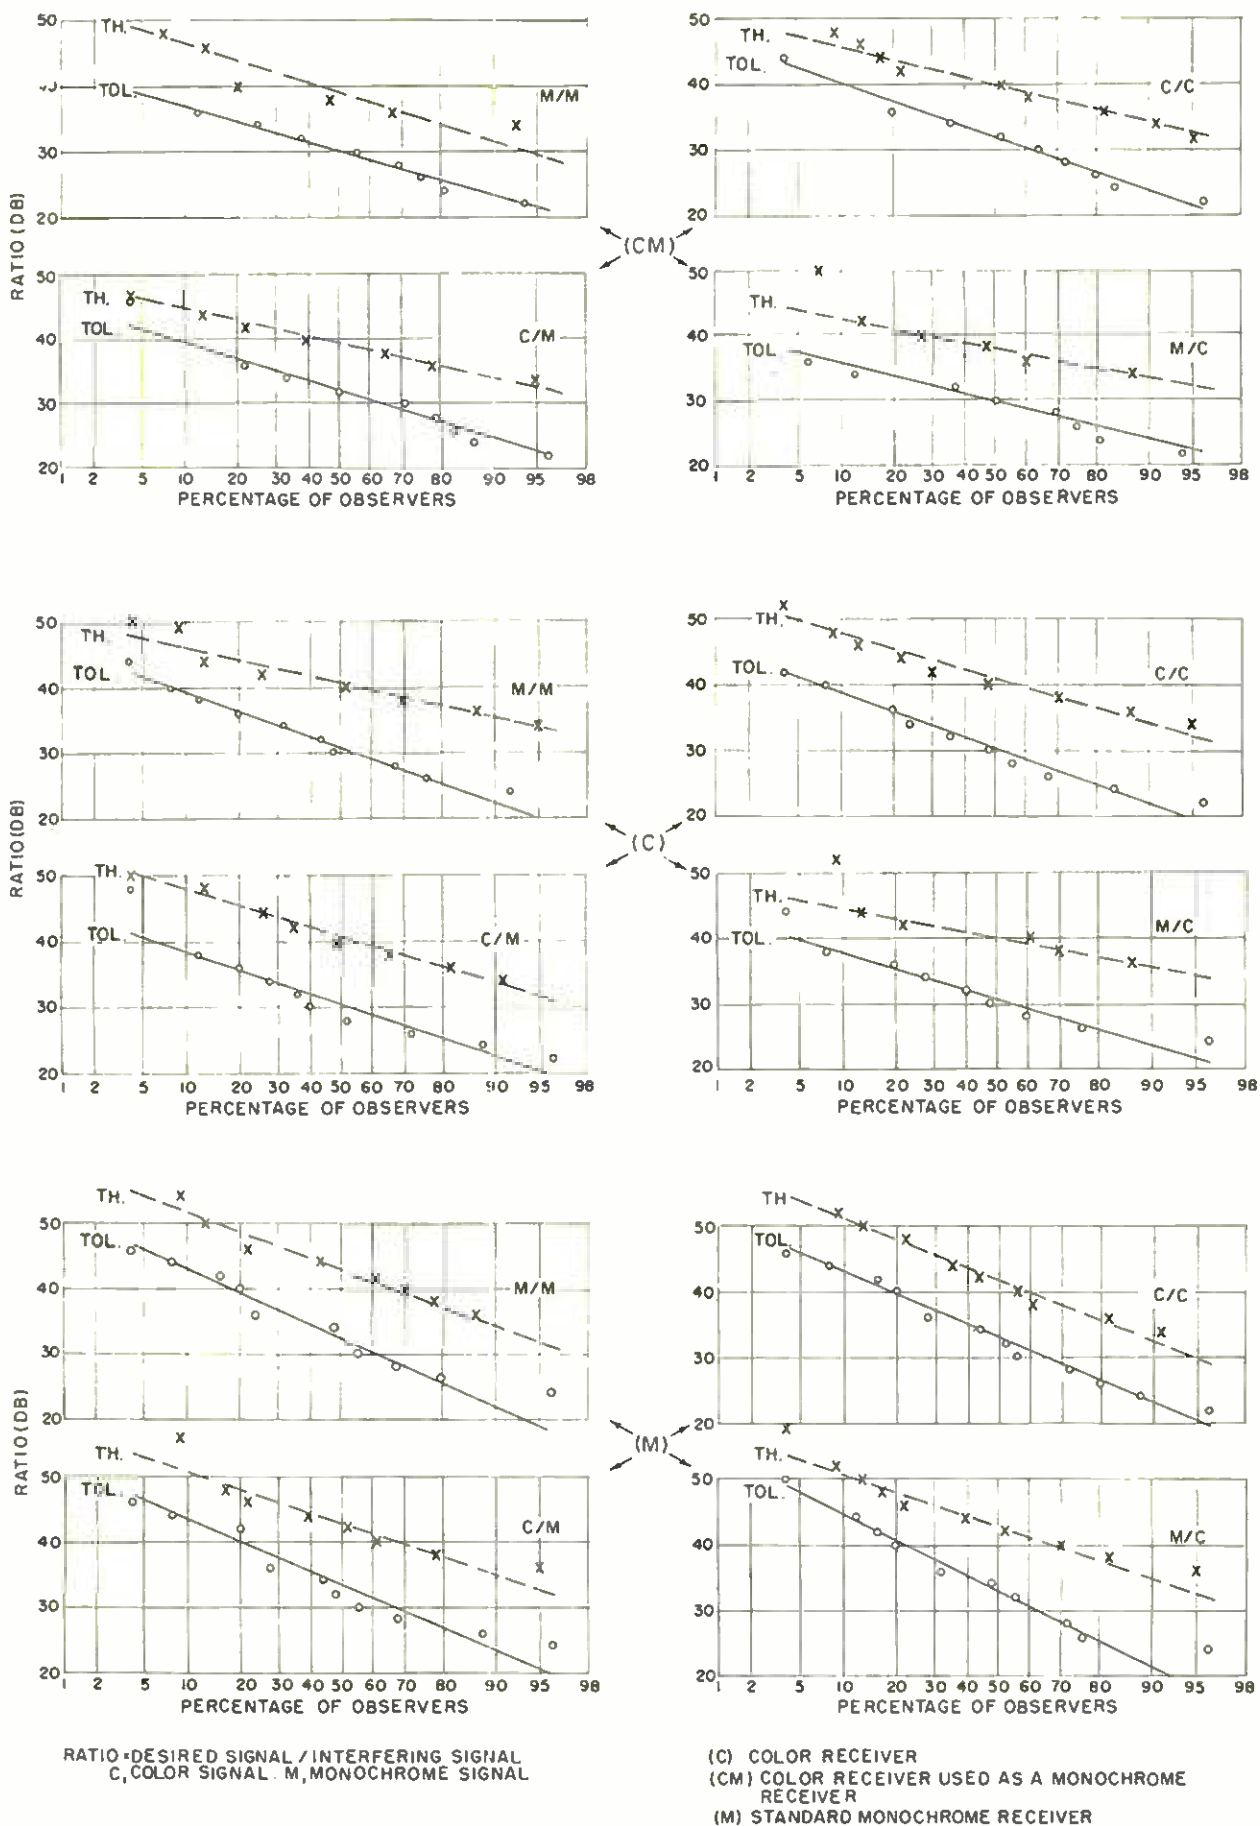 50 TH. 50
TH.
40 TOL. M/M 40 TOL. C/C
30 30
20 20
RATIO (DB)
(CM)
50 50
TH. TH.
TOL. C/M TOL M/C
40 40
30 30
20 20
1 2 5 10 20 30 40 50 60 70 80 90 95 98 1 2 5 10 20 30 40 50 60 70 80 90 95 98
PERCENTAGE OF OBSERVERS PERCENTAGE OF OBSERVERS
50 TH. 50 TH.
TOL. M/M TOL. C/C
40 40
30 30
20 20
RATIO (DB)
(C)
50 TH. 50 TH.
40 TOL. C/M 40 TOL. M/C
30 30
20 20
1 2 5 10 20 30 40 50 60 70 80 90 95 98 1 2 5 10 20 30 40 50 60 70 80 90 95 98
PERCENTAGE OF OBSERVERS PERCENTAGE OF OBSERVERS
TH. TH
50 TOL. 50 TOL.
40 M/M 40 C/C
30 30
20 20
RATIO (DB)
(M)
TH. TH.
50 TOL. 50 TOL.
40 C/M 40 M/C
30 30
20 20
1 2 5 10 20 30 40 50 60 70 80 90 95 98 1 2 5 10 20 30 40 50 60 70 80 90 95 98
PERCENTAGE OF OBSERVERS PERCENTAGE OF OBSERVERS
RATIO = DESIRED SIGNAL / INTERFERING SIGNAL
C, COLOR SIGNAL. M, MONOCHROME SIGNAL
(C) COLOR RECEIVER
(CM) COLOR RECEIVER USED AS A MONOCHROME
RECEIVER
(M) STANDARD MONOCHROME RECEIVER